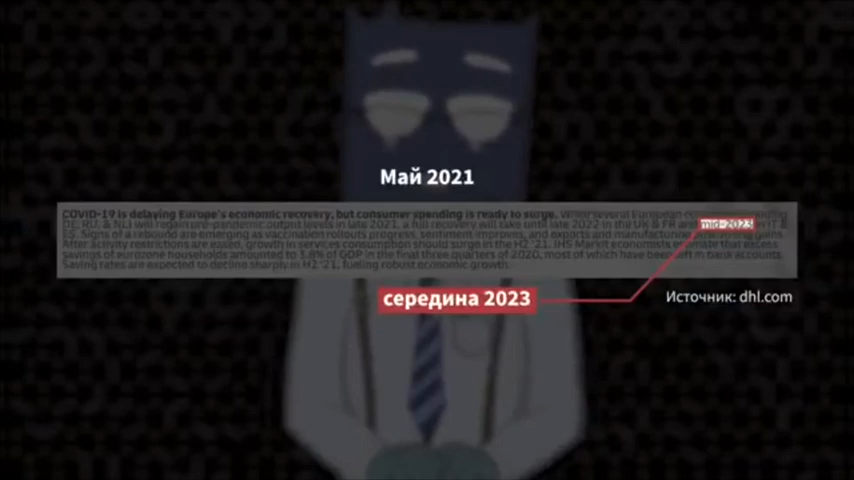 Май 2021
COVID-19 is delaying Europe's economic recovery, but consumer spending is ready to surge. While several European
DE, RU, & NL) will regain pre-pandemic output levels in late 2021, a full return will take until late 2022 in the UK & FR and mid-2023 in IT &
ES. Signs of a rebound are emerging as vaccination rollouts progress, sentiment improves, and exports and manufacturing
After activity restrictions are eased, growth in services consumption should surge in the H2 '21. IHS Markit economists that excess
savings of eurozone households amounted to 3.8% of GDP in the final three quarters of 2020, most of which have been left in bank accounts.
Saving rates are expected to decline sharply in H2 '21, fueling robust economic growth.
середина 2023
Источник: dhl.com